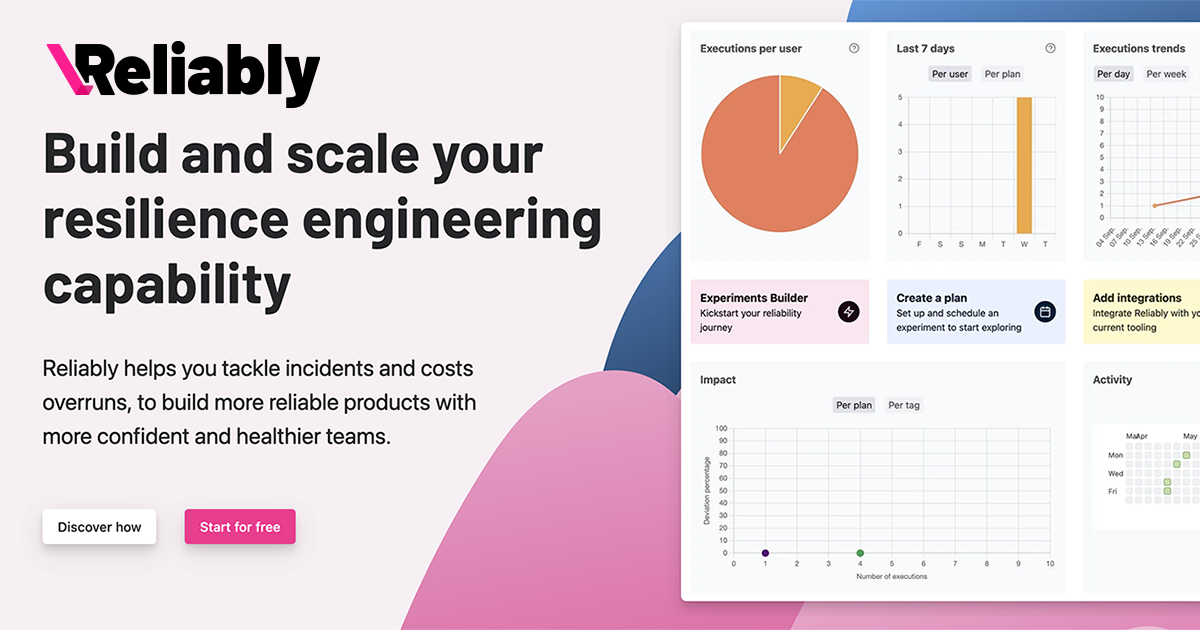 Reliably
Build and scale your
resilience engineering
capability
Reliably helps you tackle incidents and costs
overruns, to build more reliable products with
more confident and healthier teams.
Discover how
Start for free
Executions per user
Last 7 days
Per user
Per plan
5
4
3
2
1
0
F
S
S
M
T
W
T
Executions trends
Per day
Per week
10
9
8
7
6
5
4
3
2
1
0
04 Sep.
07 Sep.
10 Sep.
13 Sep.
16 Sep.
19 Sep.
22 Sep.
Experiments Builder
Kickstart your reliability
journey
Create a plan
Set up and schedule an
experiment to start exploring
Add integrations
Integrate Reliably with yo
current tooling
Impact
Per plan
Per tag
Deviation percentage
100
90
80
70
60
50
40
30
20
10
0
0
1
2
3
4
5
6
7
8
9
10
Number of executions
Activity
Apr
May
Mon
Wed
Fri